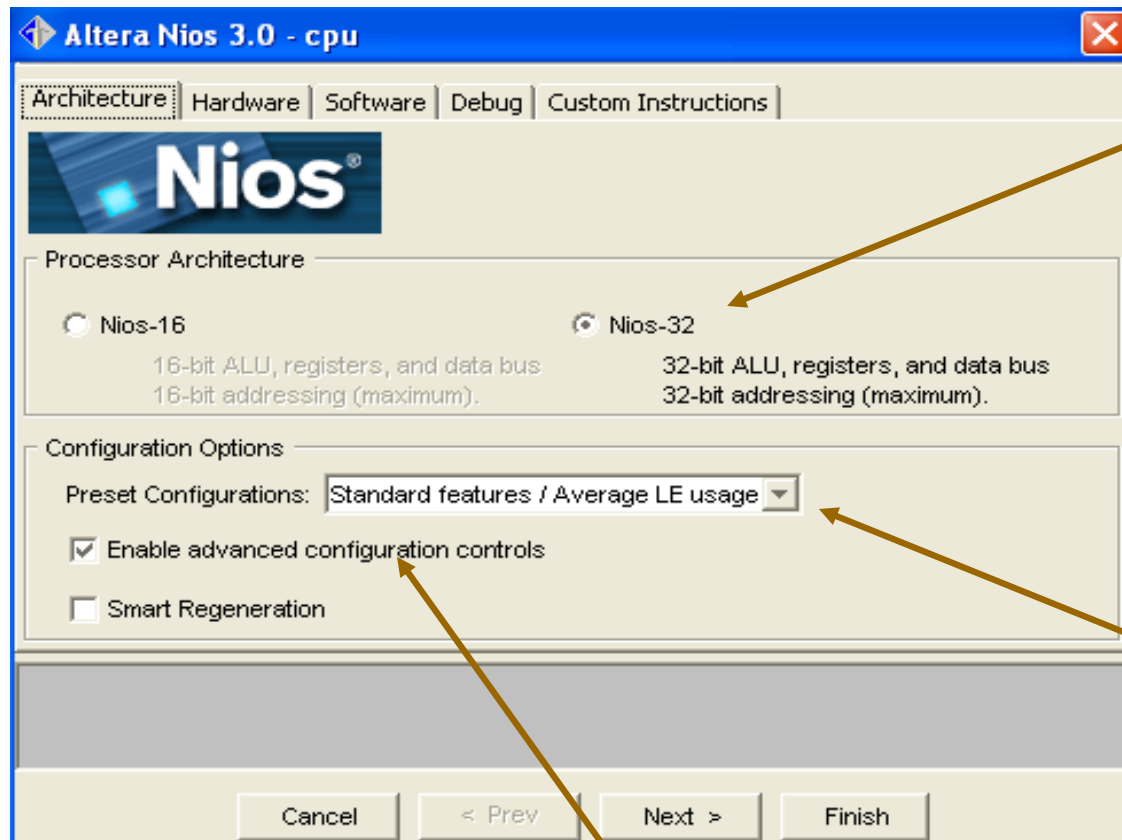 Altera Nios 3.0 - cpu
Architecture Hardware Software Debug Custom Instructions
Nios®
Processor Architecture
Nios-16 Nios-32
16-bit ALU, registers, and data bus 32-bit ALU, registers, and data bus
16-bit addressing (maximum). 32-bit addressing (maximum).
Configuration Options
Preset Configurations: Standard features / Average LE usage
Enable advanced configuration controls
Smart Regeneration
Cancel < Prev Next > Finish